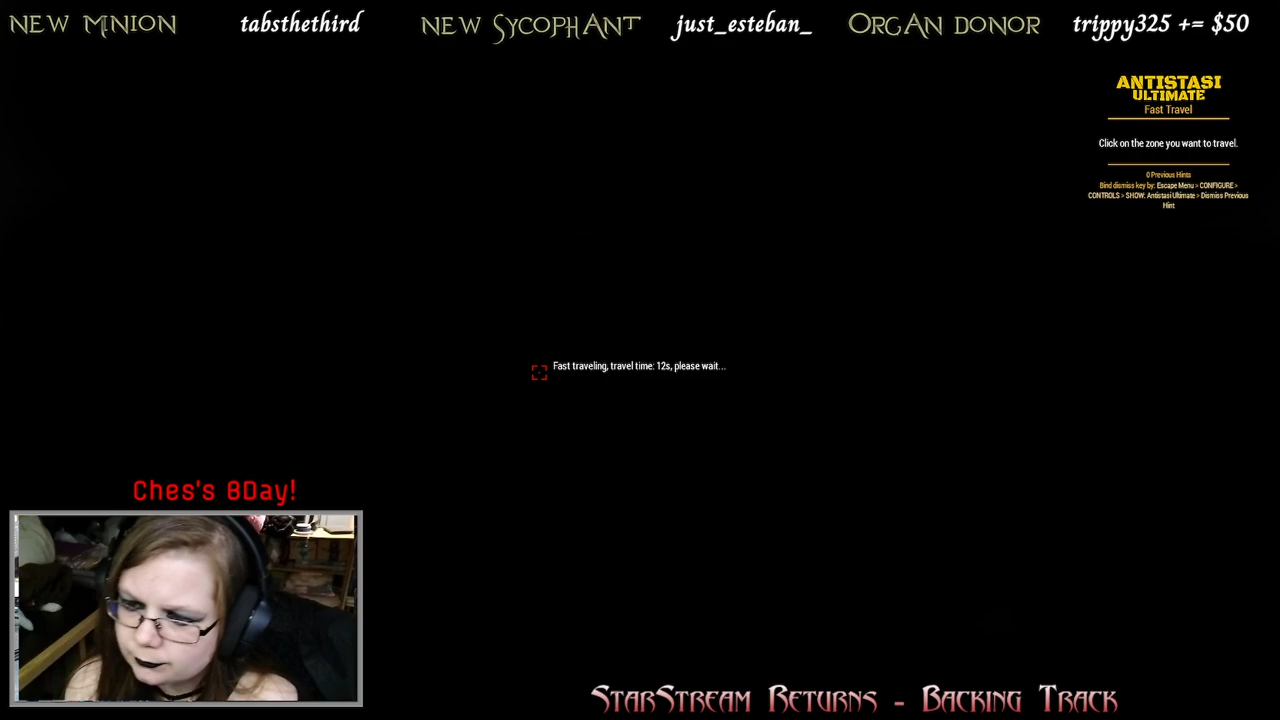 NEW MINION tabsthethird NEW SYCOPHANT just_esteban_ ORGAN DONOR trippy325 += $50
ANTISTASI
ULTIMATE
Fast Travel
Click on the zone you want to travel.
0 Previous Hints
Bind dismiss key by: Escape Menu > CONFIGURE >
CONTROLS > SHOW: Antistasi Ultimate > Dismiss Previous
Hint
Fast traveling, travel time: 12s, please wait...
Ches's BDay!
STARSTREAM RETURNS - BACKING TRACK